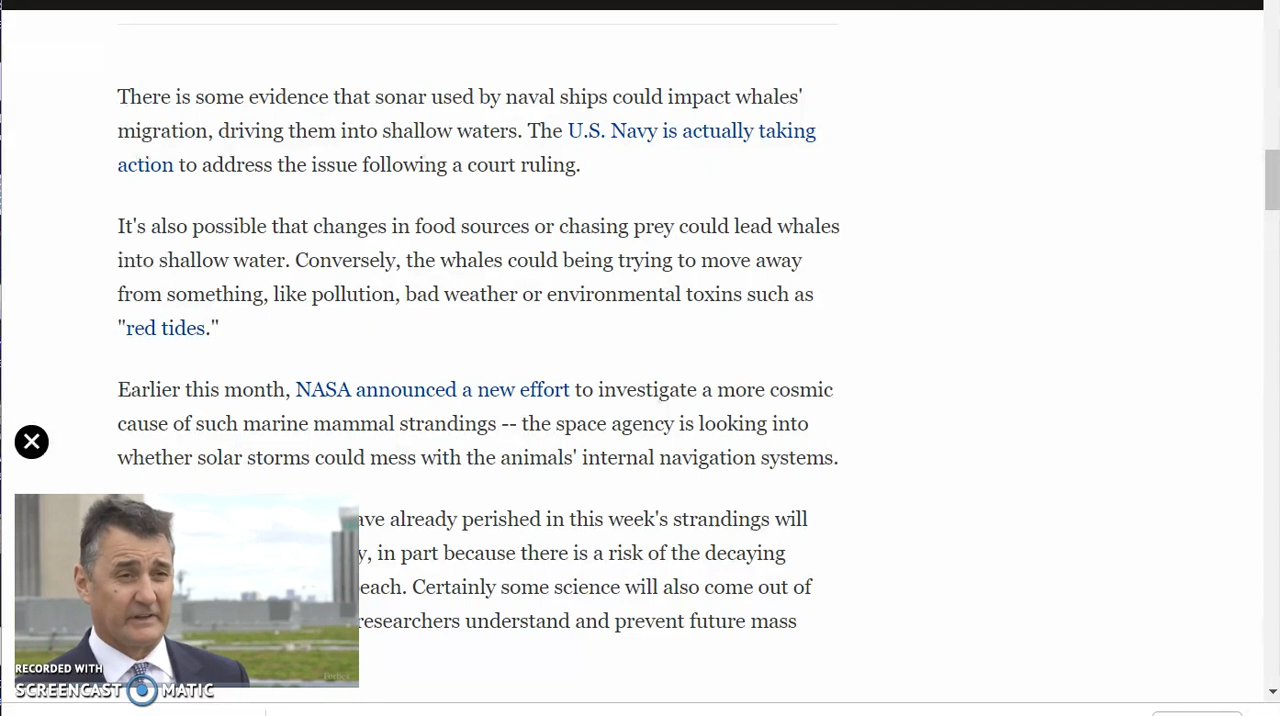 There is some evidence that sonar used by naval ships could impact whales'
migration, driving them into shallow waters. The U.S. Navy is actually taking
action to address the issue following a court ruling.
It's also possible that changes in food sources or chasing prey could lead whales
into shallow water. Conversely, the whales could being trying to move away
from something, like pollution, bad weather or environmental toxins such as
"red tides."
Earlier this month, NASA announced a new effort to investigate a more cosmic
cause of such marine mammal strandings -- the space agency is looking into
whether solar storms could mess with the animals' internal navigation systems.
ave already perished in this week's strandings will
y, in part because there is a risk of the decaying
each. Certainly some science will also come out of
researchers understand and prevent future mass
Forbes
RECORDED WITH
SCREENCAST MATIC